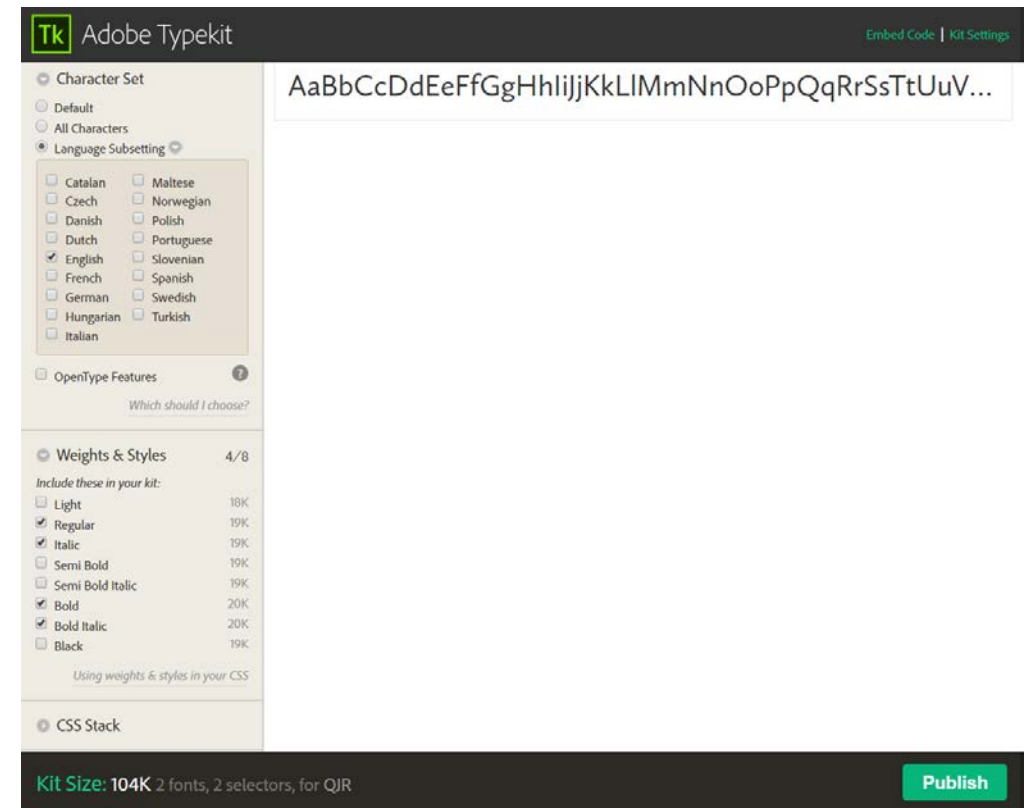 Tk Adobe Typekit
Embed Code | Kit Settings
Character Set
Default
All Characters
Language Subsetting
Catalan Maltese
Czech Norwegian
Danish Polish
Dutch Portuguese
English Slovenian
French Spanish
German Swedish
Hungarian Turkish
Italian
OpenType Features ?
Which should I choose?
Weights & Styles 4/8
Include these in your kit:
Light 18K
Regular 19K
Italic 19K
Semi Bold 19K
Semi Bold Italic 19K
Bold 20K
Bold Italic 20K
Black 19K
Using weights & styles in your CSS
CSS Stack
AaBbCcDdEeFfGgHhIiJjKkLlMmNnOoPpQqRrSsTtUuV...
Kit Size: 104K 2 fonts, 2 selectors, for QJR
Publish